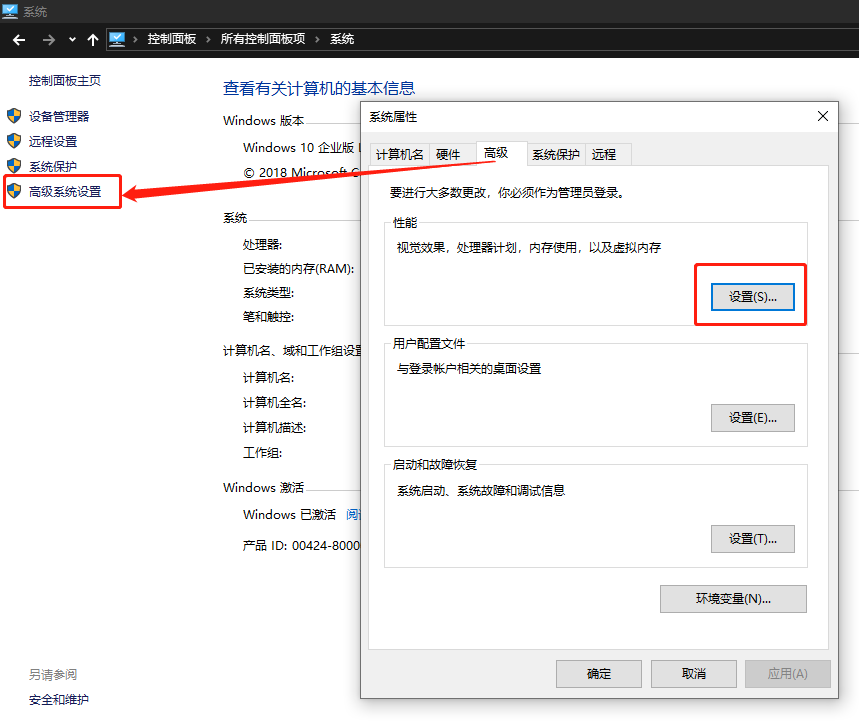 系统
控制面板 › 所有控制面板项 › 系统
控制面板主页
设备管理器
远程设置
系统保护
高级系统设置
另请参阅
安全和维护
查看有关计算机的基本信息
Windows 版本
Windows 10 企业版
© 2018 Microsoft
系统
处理器:
已安装的内存(RAM):
系统类型:
笔和触控:
计算机名、域和工作组设置
计算机名:
计算机全名:
计算机描述:
工作组:
Windows 激活
Windows 已激活 阅
产品 ID: 00424-8000
系统属性
计算机名 硬件 高级 系统保护 远程
要进行大多数更改，你必须作为管理员登录。
性能
视觉效果，处理器计划，内存使用，以及虚拟内存
设置(S)...
用户配置文件
与登录帐户相关的桌面设置
设置(E)...
启动和故障恢复
系统启动、系统故障和调试信息
设置(T)...
环境变量(N)...
确定 取消 应用(A)